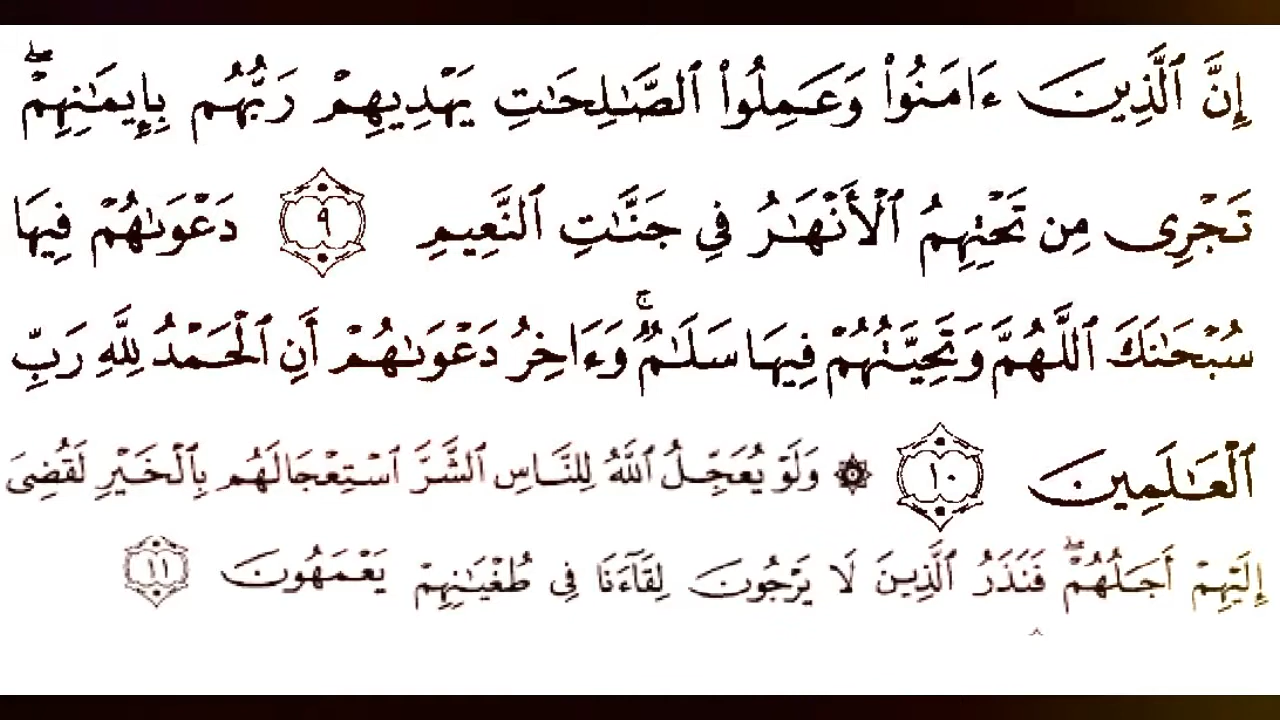 إِنَّ ٱلَّذِينَ ءَامَنُوا۟ وَعَمِلُوا۟ ٱلصَّـٰلِحَـٰتِ يَهْدِيهِمْ رَبُّهُم بِإِيمَـٰنِهِمْ ۖ
تَجْرِى مِن تَحْتِهِمُ ٱلْأَنْهَـٰرُ فِى جَنَّـٰتِ ٱلنَّعِيمِ ٩ دَعْوَىٰهُمْ فِيهَا
سُبْحَـٰنَكَ ٱللَّهُمَّ وَتَحِيَّتُهُمْ فِيهَا سَلَـٰمٌ ۚ وَءَاخِرُ دَعْوَىٰهُمْ أَنِ ٱلْحَمْدُ لِلَّهِ رَبِّ
ٱلْعَـٰلَمِينَ ١٠ ۞ وَلَوْ يُعَجِّلُ ٱللَّهُ لِلنَّاسِ ٱلشَّرَّ ٱسْتِعْجَالَهُم بِٱلْخَيْرِ لَقُضِىَ
إِلَيْهِمْ أَجَلُهُمْ ۖ فَنَذَرُ ٱلَّذِينَ لَا يَرْجُونَ لِقَآءَنَا فِى طُغْيَـٰنِهِمْ يَعْمَهُونَ ١١